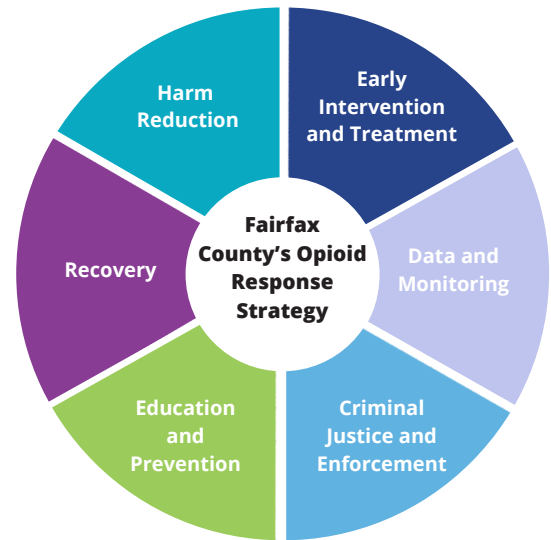 Fairfax
County’s Opioid
Response
Strategy
Early
Intervention
and Treatment
Data and
Monitoring
Criminal
Justice and
Enforcement
Education
and
Prevention
Recovery
Harm
Reduction